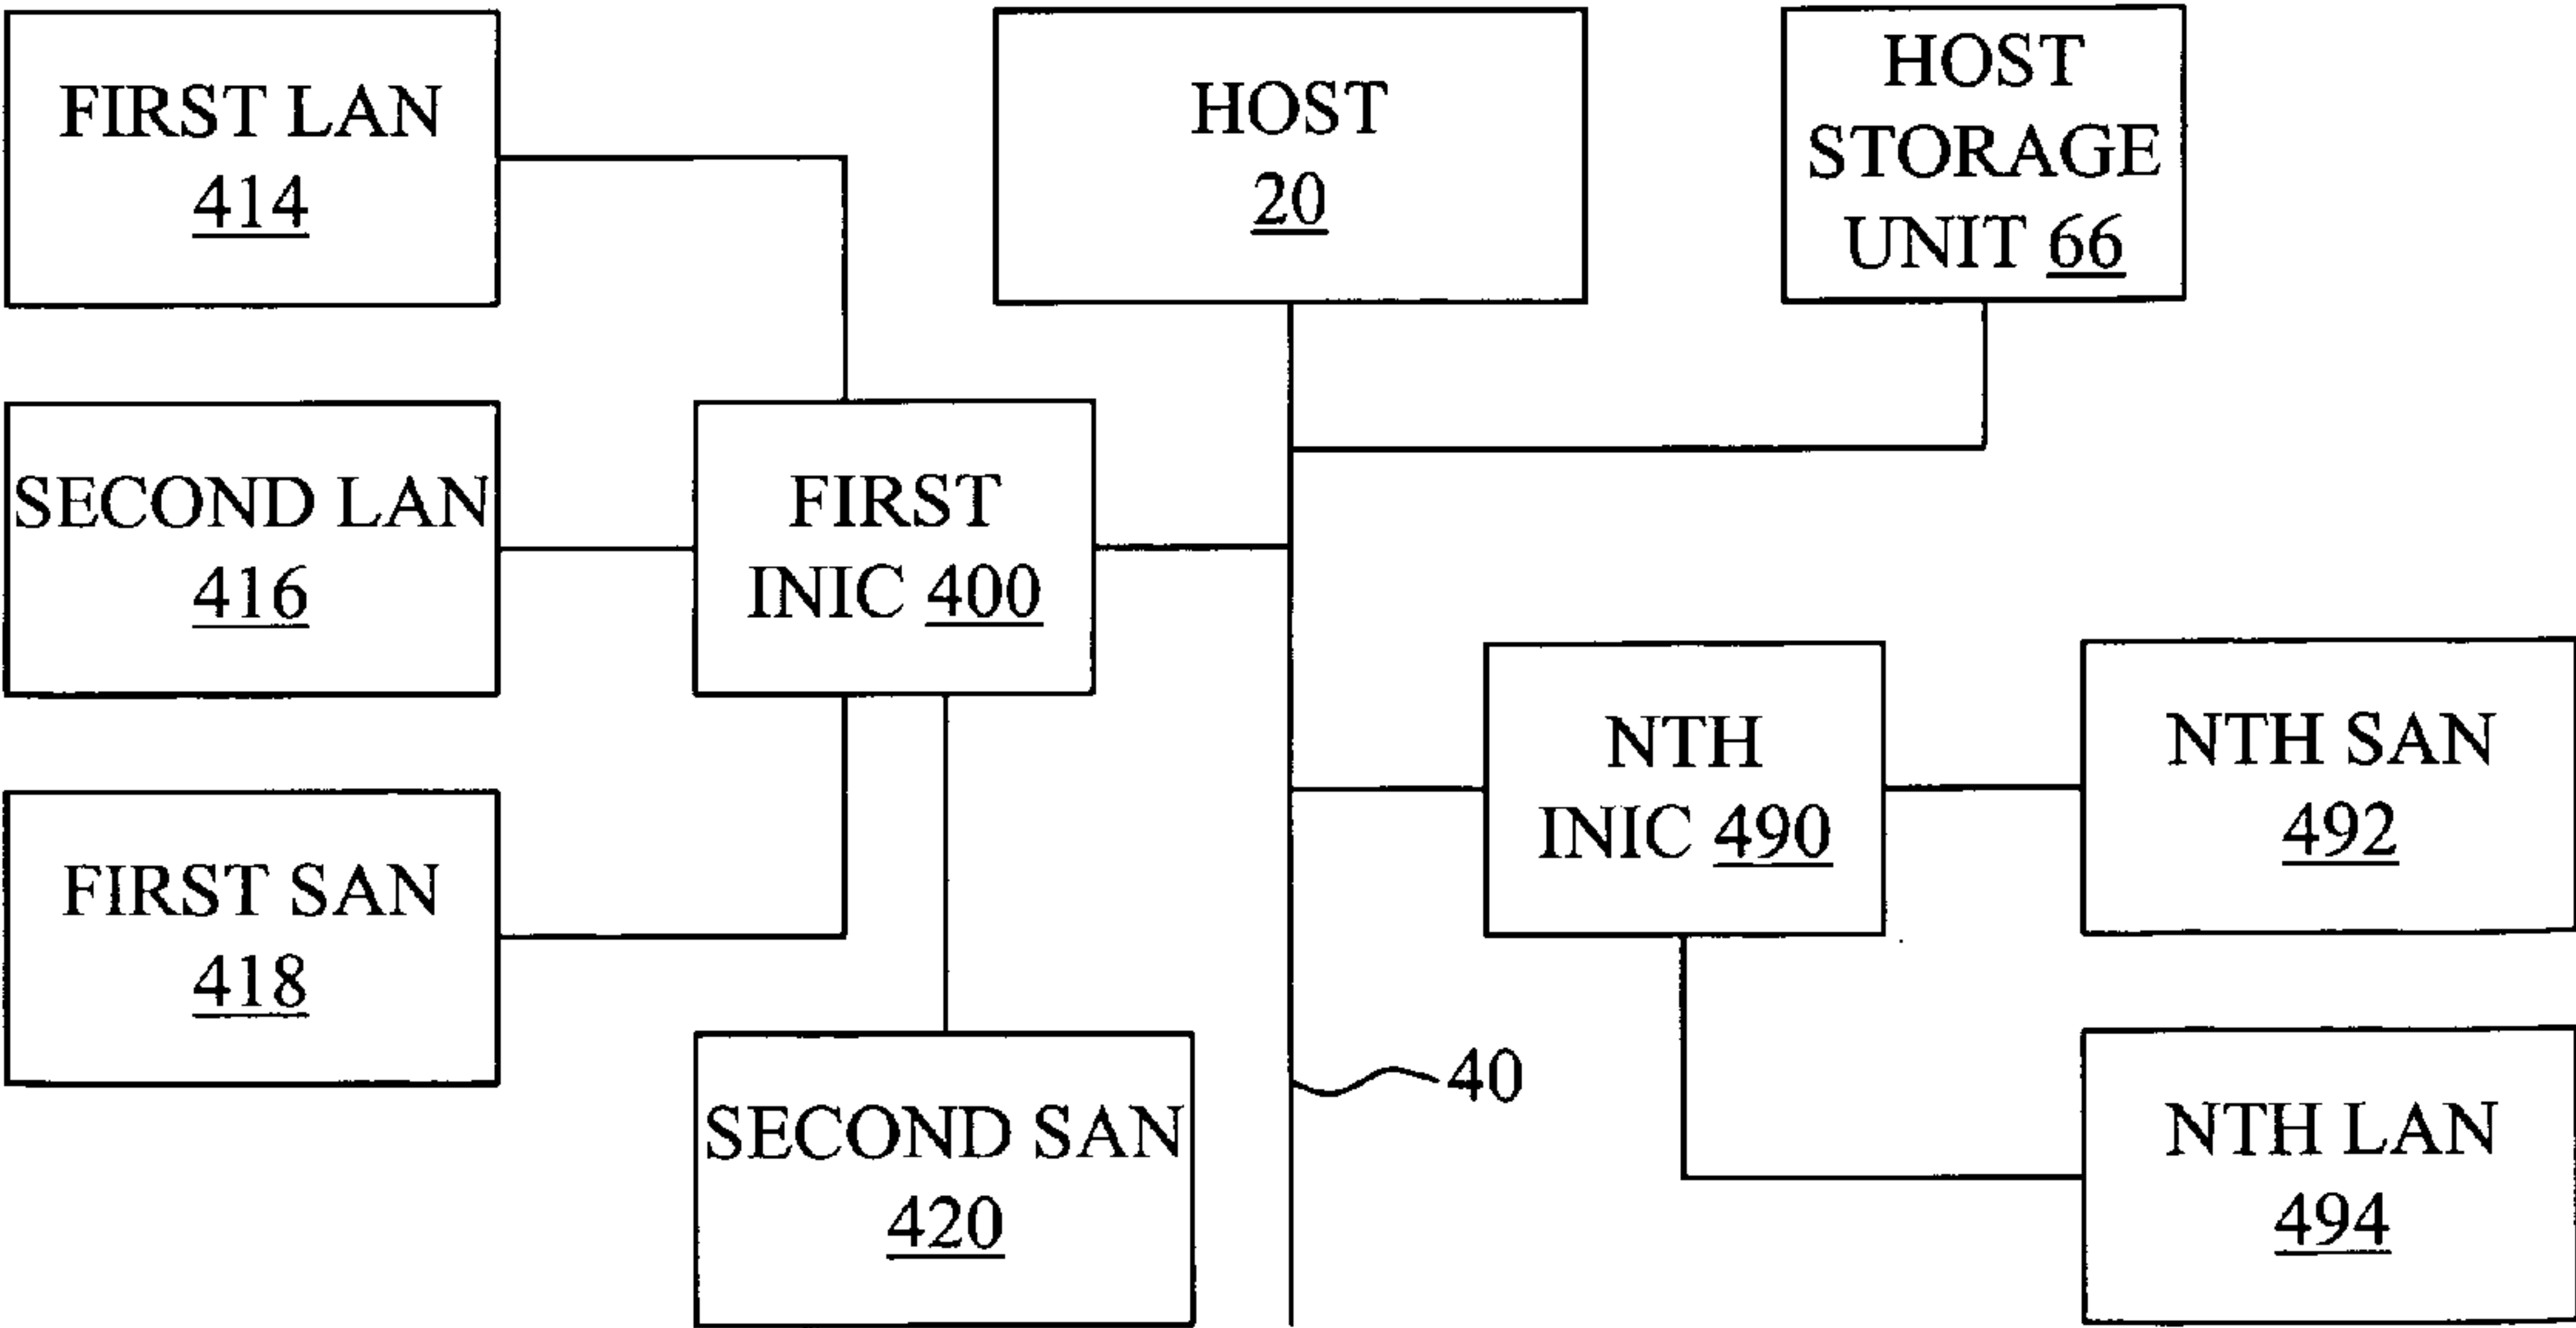 FIRST LAN
414
HOST
20
HOST
STORAGE
UNIT 66
SECOND LAN
416
FIRST
INIC 400
NTH
INIC 490
NTH SAN
492
FIRST SAN
418
SECOND SAN
420
40
NTH LAN
494